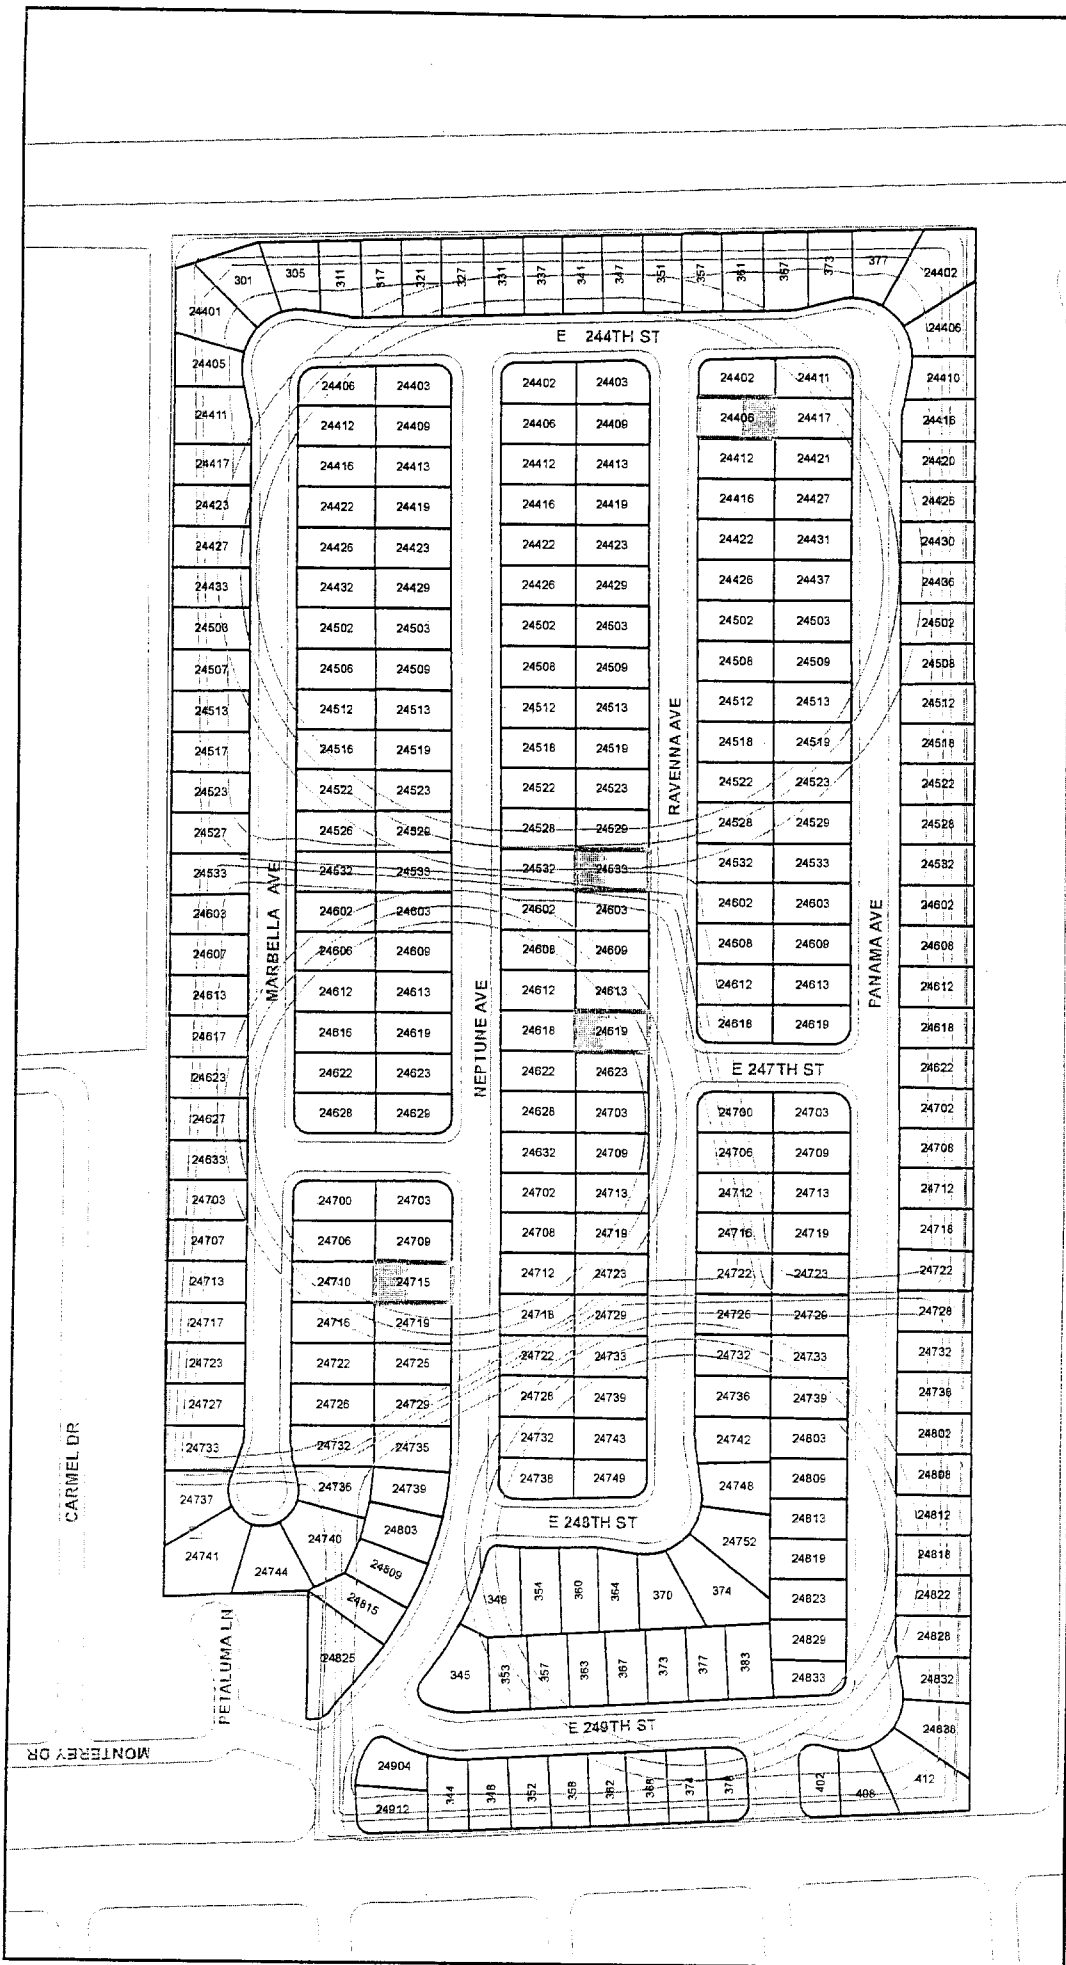 301
305
311
317
321
327
331
337
341
347
351
357
361
367
373
377
24402
24401
24406
E 244TH ST
24405
24410
24406 24403 24402 24403 24402 24411
24411 24412 24409 24406 24409 24406 24417 24416
24417 24416 24413 24412 24413 24412 24421 24420
24423 24422 24419 24416 24419 24416 24427 24426
24427 24426 24423 24422 24423 24422 24431 24430
24433 24432 24429 24426 24429 24426 24437 24436
24503 24502 24503 24502 24503 24502 24503 24502
24507 24506 24509 24508 24509 24508 24509 24508
24513 24512 24513 24512 24513 24512 24513 24512
24517 24516 24519 24518 24519 24518 24519 24518
24523 24522 24523 24522 24523 24522 24523 24522
24527 24526 24529 24528 24529 24528 24529 24528
24533 24532 24533 24532 24533 24532 24533 24532
24603 24602 24603 24602 24603 24602 24603 24602
24607 24606 24609 24608 24609 24608 24609 24608
24613 24612 24613 24612 24613 24612 24613 24612
24617 24616 24619 24618 24619 24618 24619 24618
MARBELLA AVE
NEPTUNE AVE
RAVENNA AVE
PANAMA AVE
E 247TH ST
24623 24622 24623 24622 24623 24622
24627 24628 24629 24628 24703 24700 24703 24702
24633 24632 24709 24706 24709 24706
24703 24700 24703 24702 24713 24712 24713 24712
24707 24706 24709 24708 24719 24716 24719 24716
24713 24710 24715 24712 24723 24722 24723 24722
24717 24716 24719 24718 24729 24726 24729 24728
24723 24722 24725 24722 24733 24732 24733 24732
24727 24726 24729 24728 24739 24736 24739 24738
24733 24732 24735 24732 24743 24742 24803 24802
24737 24736 24739 24738 24749 24748 24809 24808
24741 24744 24740 24803 24752 24813 24812
E 248TH ST
24809 24819 24818
24815 348 354 360 364 370 374 24823 24822
24825 345 353 357 363 367 373 377 383 24829 24828
24833 24832
E 249TH ST
24838
CARMEL DR
PETALUMA LN
MONTEREY DR
24904
24912 344 348 352 358 362 368 374 378 402 408 412